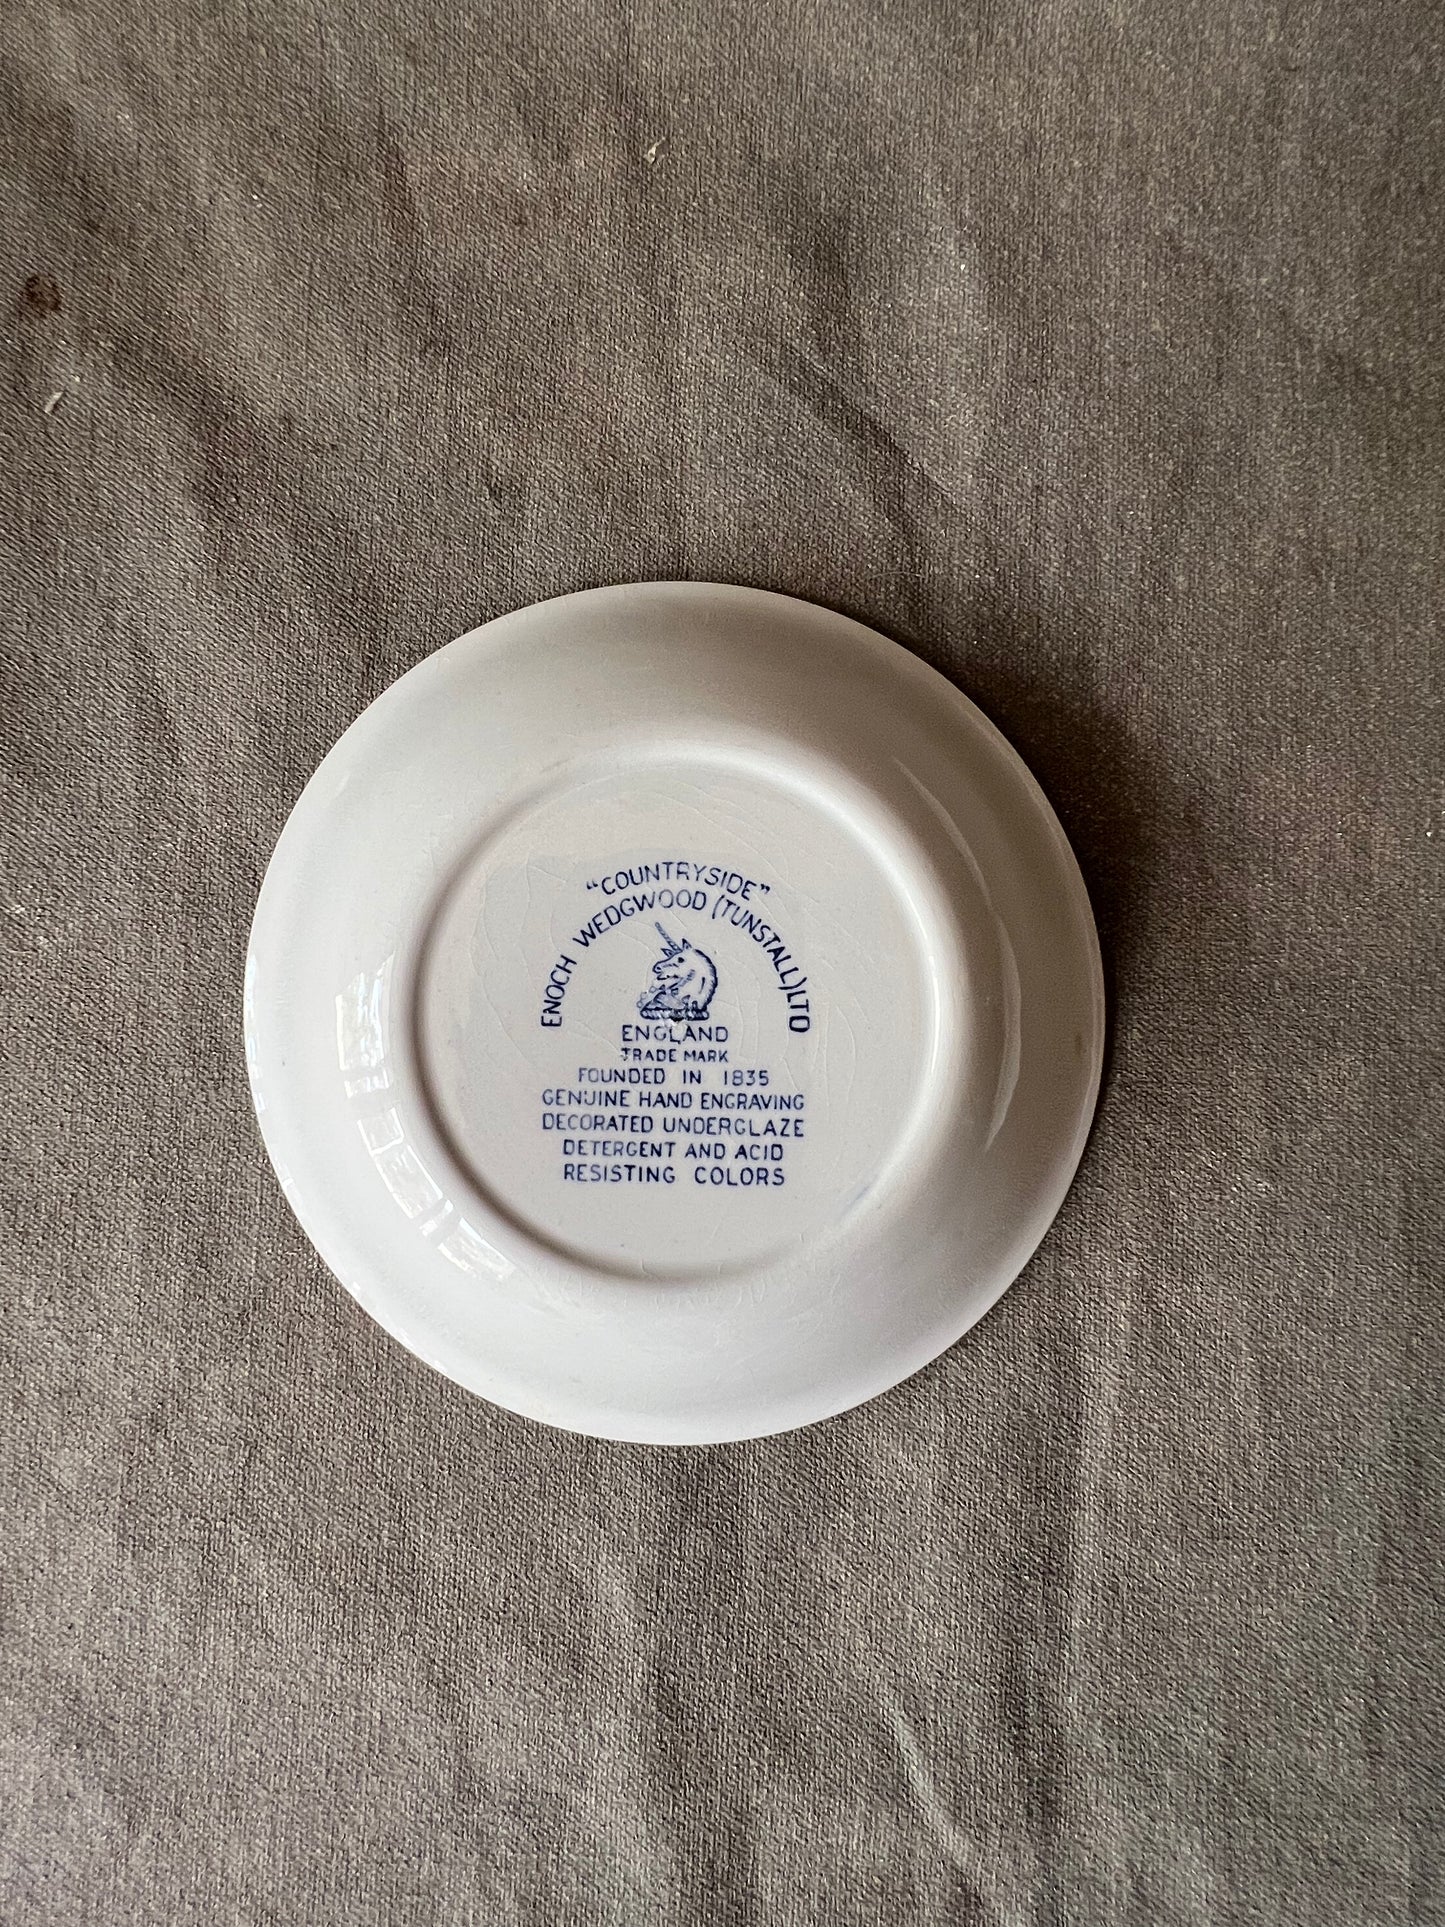 "COUNTRYSIDE"
ENOCH WEDGWOOD (TUNSTALL) LTD
ENGLAND
TRADE MARK
FOUNDED IN 1835
GENUINE HAND ENGRAVING
DECORATED UNDERGLAZE
DETERGENT AND ACID
RESISTING COLORS